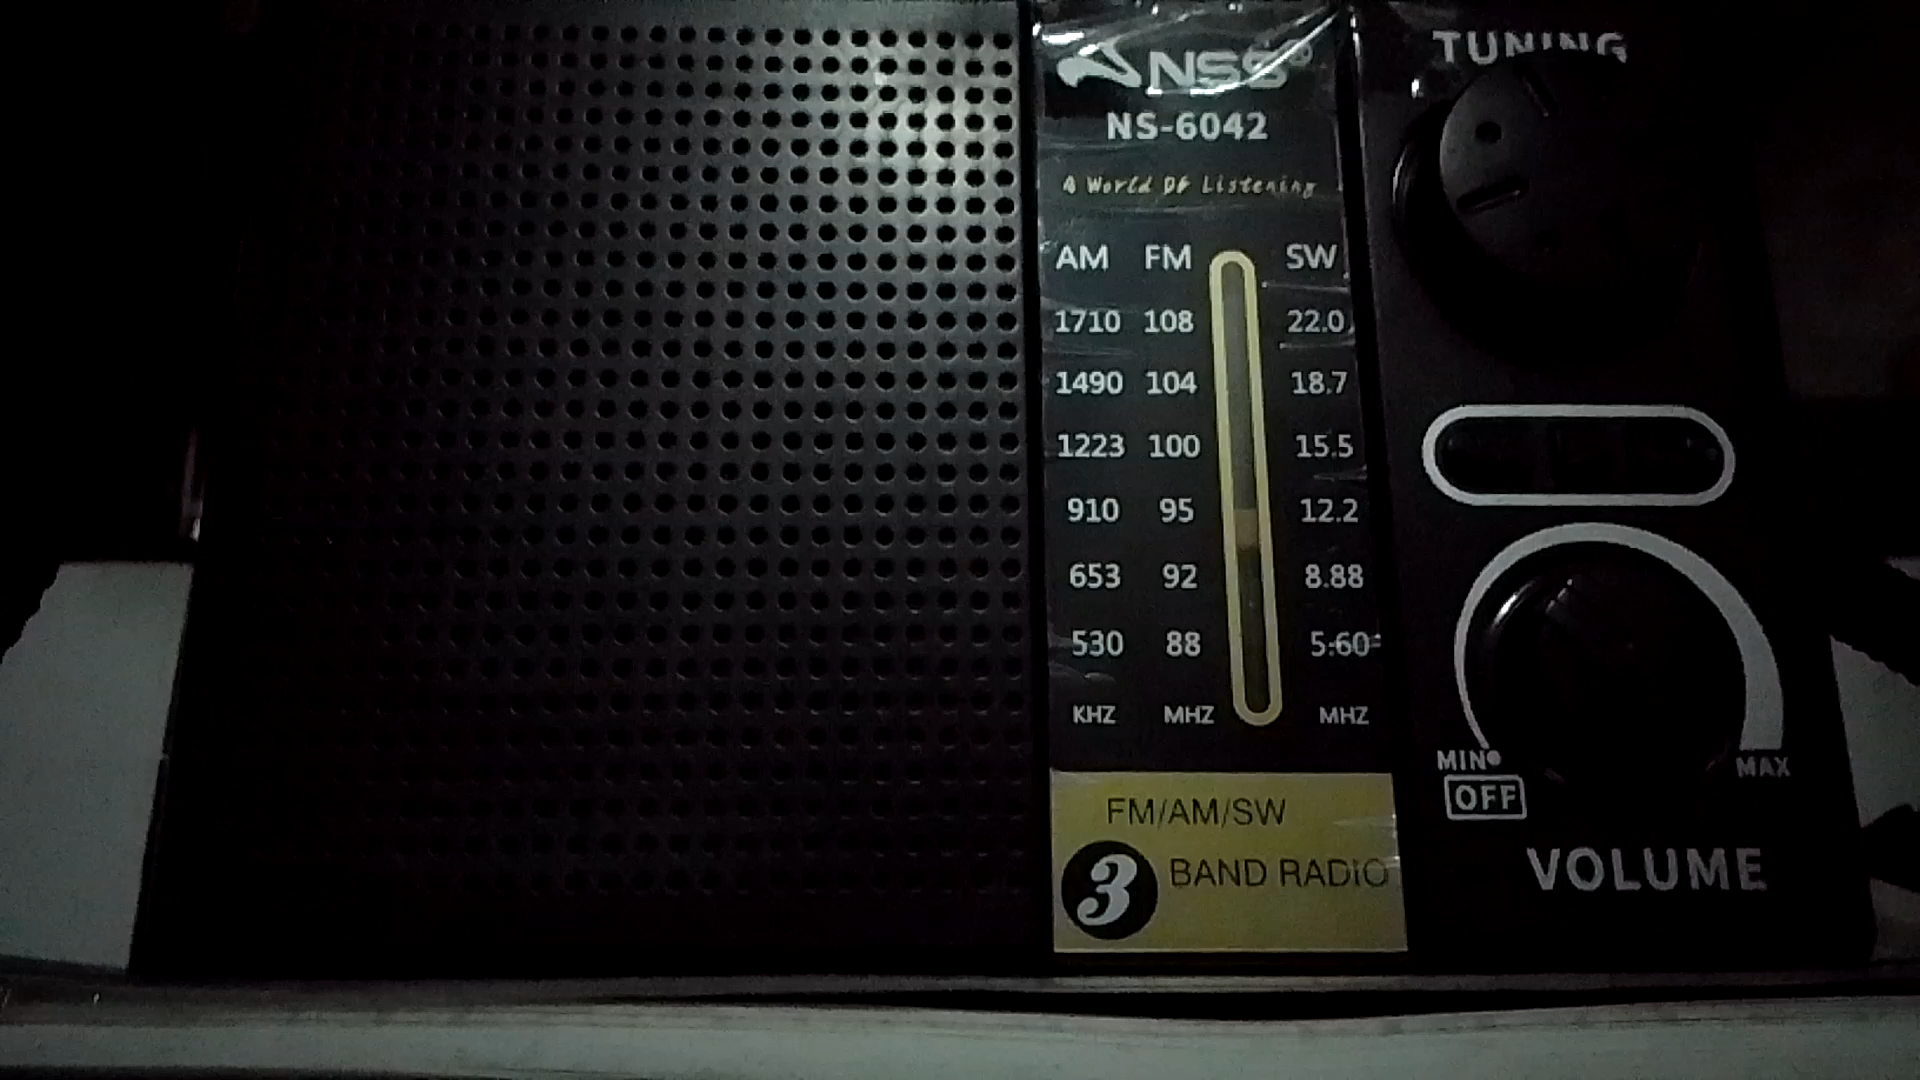 NSS®
NS-6042
A World Of Listening
AM FM SW
1710 108 22.0
1490 104 18.7
1223 100 15.5
910 95 12.2
653 92 8.88
530 88 5.60
KHZ MHZ MHZ
FM/AM/SW
3 BAND RADIO
TUNING
MIN MAX
OFF
VOLUME